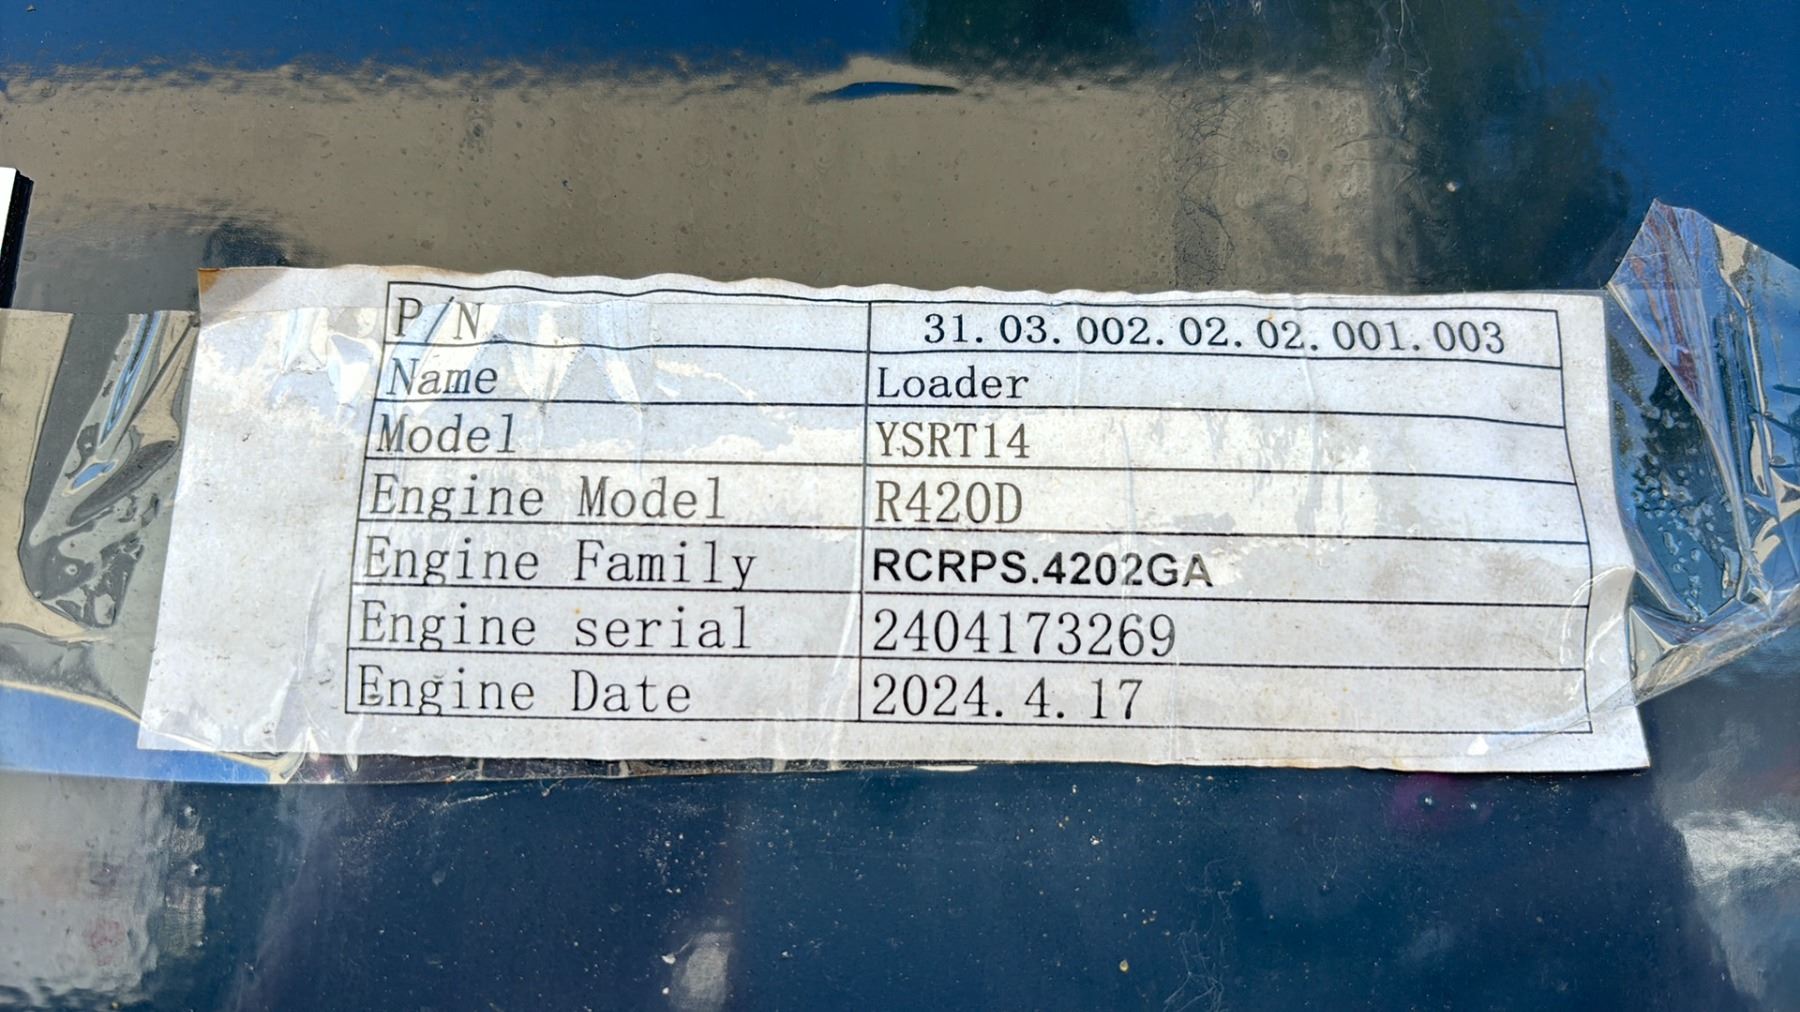 P/N 31.03.002.02.02.001.003
Name Loader
Model YSRT14
Engine Model R420D
Engine Family RCRPS.4202GA
Engine serial 2404173269
Engine Date 2024.4.17